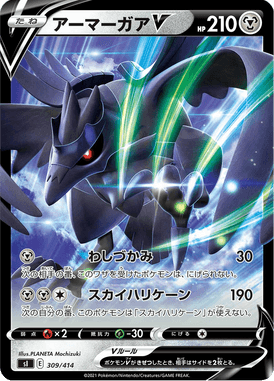 たね
アーマーガアV
HP 210
わしづかみ 30
次の相手の番、このワザを受けたポケモンは、にげられない。
スカイハリケーン 190
次の自分の番、このポケモンは「スカイハリケーン」が使えない。
弱点 ×2 抵抗力 -30 にげる
Illus. PLANETA Mochizuki
Vルール
ポケモンVがきぜつしたとき、相手はサイドを2枚とる。
sI E 309/414
©2021 Pokémon/Nintendo/Creatures/GAME FREAK.